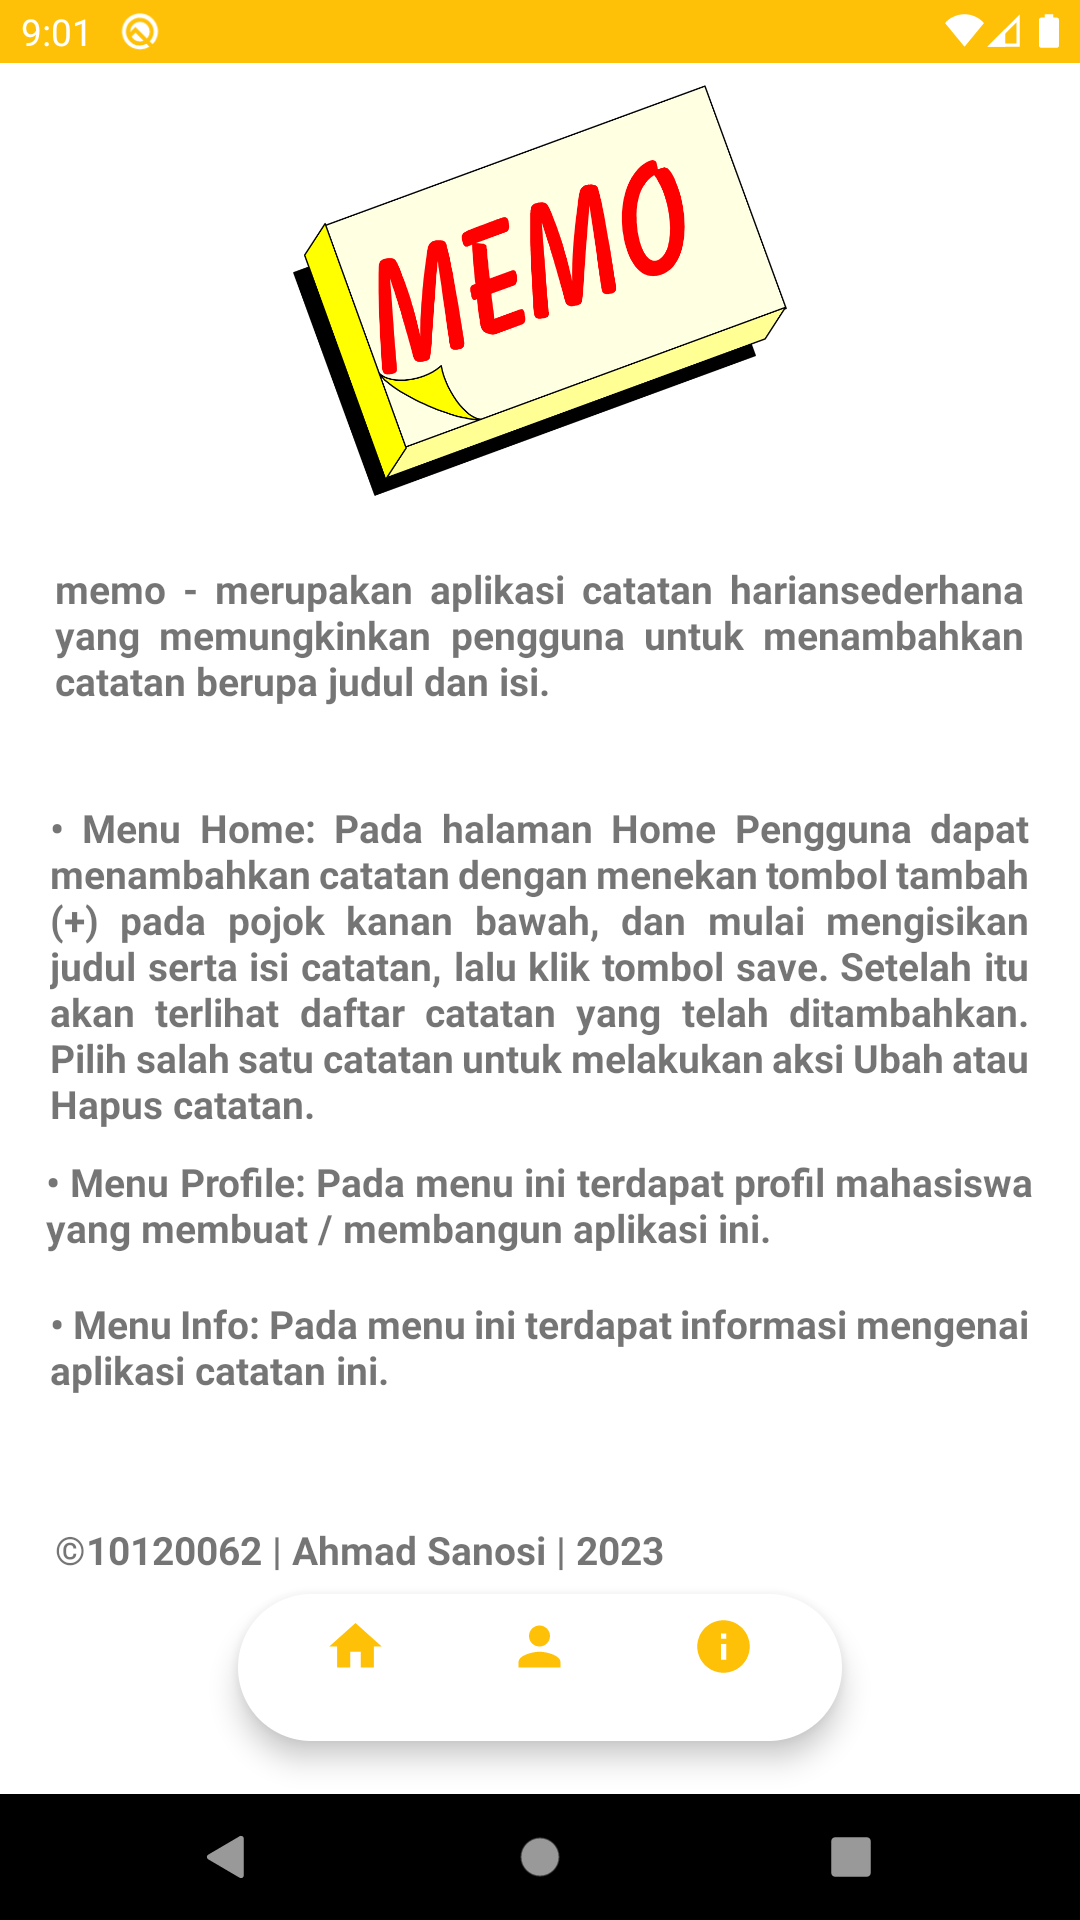 9:01
MEMO
memo - merupakan aplikasi catatan hariansederhana
yang memungkinkan pengguna untuk menambahkan
catatan berupa judul dan isi.
• Menu Home: Pada halaman Home Pengguna dapat
menambahkan catatan dengan menekan tombol tambah
(+) pada pojok kanan bawah, dan mulai mengisikan
judul serta isi catatan, lalu klik tombol save. Setelah itu
akan terlihat daftar catatan yang telah ditambahkan.
Pilih salah satu catatan untuk melakukan aksi Ubah atau
Hapus catatan.
• Menu Profile: Pada menu ini terdapat profil mahasiswa
yang membuat / membangun aplikasi ini.
• Menu Info: Pada menu ini terdapat informasi mengenai
aplikasi catatan ini.
©10120062 | Ahmad Sanosi | 2023